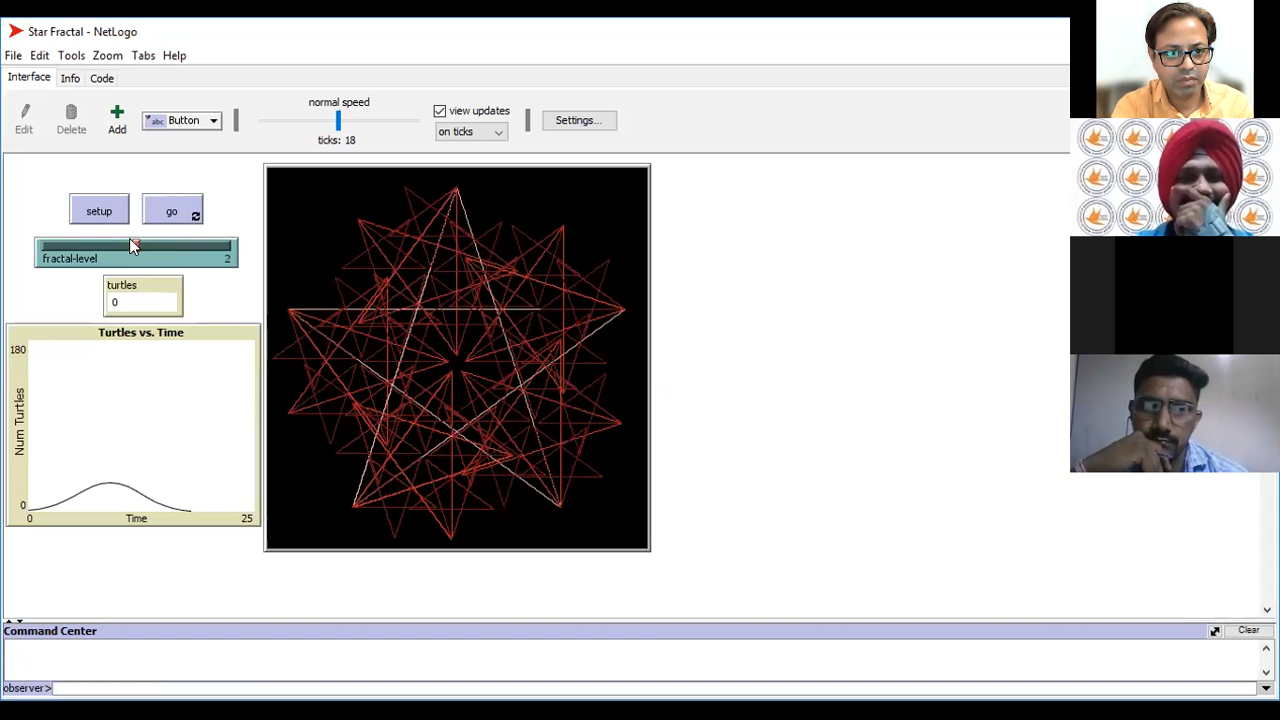 Star Fractal - NetLogo
File Edit Tools Zoom Tabs Help
Interface Info Code
Edit Delete Add abc Button normal speed ticks: 18 view updates on ticks Settings...
setup go
fractal-level 2
turtles
0
Turtles vs. Time
180
Num Turtles
0
0 Time 25
Command Center Clear
observer>